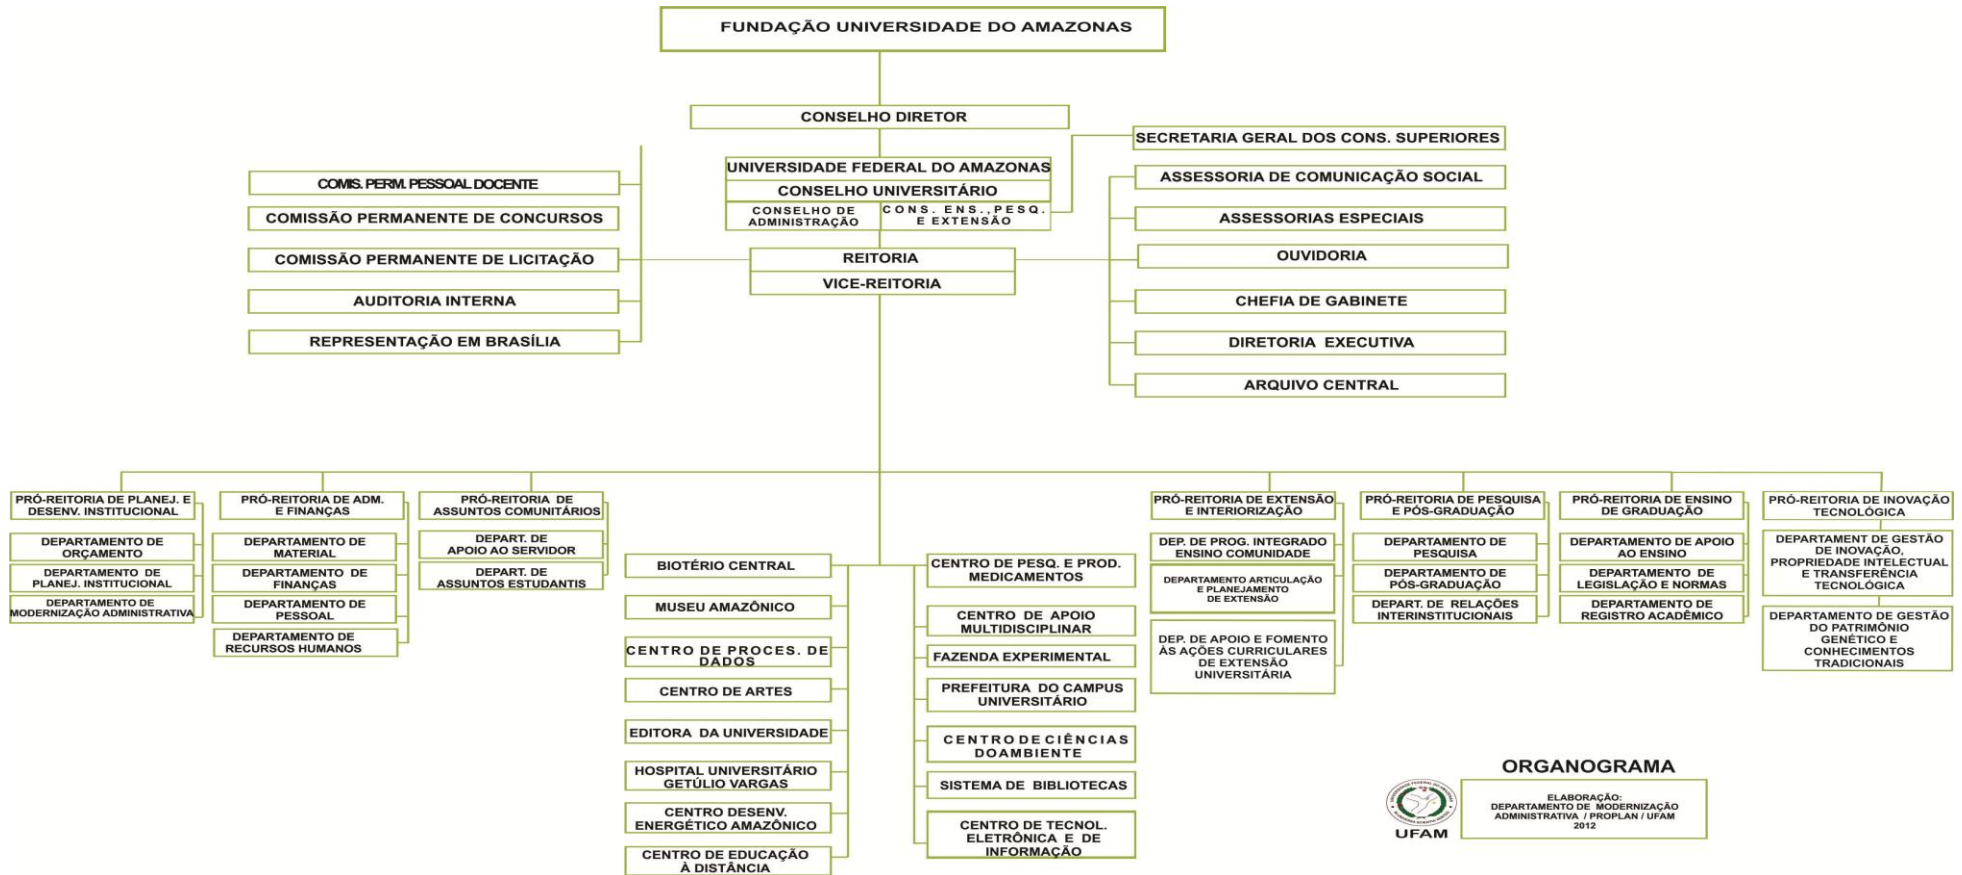 FUNDAÇÃO UNIVERSIDADE DO AMAZONAS
CONSELHO DIRETOR
UNIVERSIDADE FEDERAL DO AMAZONAS
CONSELHO UNIVERSITÁRIO
CONSELHO DE
ADMINISTRAÇÃO
CONS. ENS., PESQ.
E EXTENSÃO
REITORIA
VICE-REITORIA
COMIS. PERM. PESSOAL DOCENTE
COMISSÃO PERMANENTE DE CONCURSOS
COMISSÃO PERMANENTE DE LICITAÇÃO
AUDITORIA INTERNA
REPRESENTAÇÃO EM BRASÍLIA
SECRETARIA GERAL DOS CONS. SUPERIORES
ASSESSORIA DE COMUNICAÇÃO SOCIAL
ASSESSORIAS ESPECIAIS
OUVIDORIA
CHEFIA DE GABINETE
DIRETORIA EXECUTIVA
ARQUIVO CENTRAL
PRÓ-REITORIA DE PLANEJ. E
DESENV. INSTITUCIONAL
DEPARTAMENTO DE
ORÇAMENTO
DEPARTAMENTO DE
PLANEJ. INSTITUCIONAL
DEPARTAMENTO DE
MODERNIZAÇÃO ADMINISTRATIVA
PRÓ-REITORIA DE ADM.
E FINANÇAS
DEPARTAMENTO DE
MATERIAL
DEPARTAMENTO DE
FINANÇAS
DEPARTAMENTO DE
PESSOAL
DEPARTAMENTO DE
RECURSOS HUMANOS
PRÓ-REITORIA DE
ASSUNTOS COMUNITÁRIOS
DEPART. DE
APOIO AO SERVIDOR
DEPART. DE
ASSUNTOS ESTUDANTIS
BIOTÉRIO CENTRAL
MUSEU AMAZÔNICO
CENTRO DE PROCES. DE
DADOS
CENTRO DE ARTES
EDITORA DA UNIVERSIDADE
HOSPITAL UNIVERSITÁRIO
GETÚLIO VARGAS
CENTRO DESENV.
ENERGÉTICO AMAZÔNICO
CENTRO DE EDUCAÇÃO
À DISTÂNCIA
CENTRO DE PESQ. E PROD.
MEDICAMENTOS
CENTRO DE APOIO
MULTIDISCIPLINAR
FAZENDA EXPERIMENTAL
PREFEITURA DO CAMPUS
UNIVERSITÁRIO
CENTRO DE CIÊNCIAS
DO AMBIENTE
SISTEMA DE BIBLIOTECAS
CENTRO DE TECNOL.
ELETRÔNICA E DE
INFORMAÇÃO
PRÓ-REITORIA DE EXTENSÃO
E INTERIORIZAÇÃO
DEP. DE PROG. INTEGRADO
ENSINO COMUNIDADE
DEPARTAMENTO ARTICULAÇÃO
E PLANEJAMENTO
DE EXTENSÃO
DEP. DE APOIO E FOMENTO
ÀS AÇÕES CURRICULARES
DE EXTENSÃO
UNIVERSITÁRIA
PRÓ-REITORIA DE PESQUISA
E PÓS-GRADUAÇÃO
DEPARTAMENTO DE
PESQUISA
DEPARTAMENTO DE
PÓS-GRADUAÇÃO
DEPART. DE RELAÇÕES
INTERINSTITUCIONAIS
PRÓ-REITORIA DE ENSINO
DE GRADUAÇÃO
DEPARTAMENTO DE APOIO
AO ENSINO
DEPARTAMENTO DE
LEGISLAÇÃO E NORMAS
DEPARTAMENTO DE
REGISTRO ACADÊMICO
PRÓ-REITORIA DE INOVAÇÃO
TECNOLÓGICA
DEPARTAMENT DE GESTÃO
DE INOVAÇÃO,
PROPRIEDADE INTELECTUAL
E TRANSFERÊNCIA
TECNOLÓGICA
DEPARTAMENTO DE GESTÃO
DO PATRIMÔNIO
GENÉTICO E
CONHECIMENTOS
TRADICIONAIS
ORGANOGRAMA
UFAM
ELABORAÇÃO:
DEPARTAMENTO DE MODERNIZAÇÃO
ADMINISTRATIVA / PROPLAN / UFAM
2012